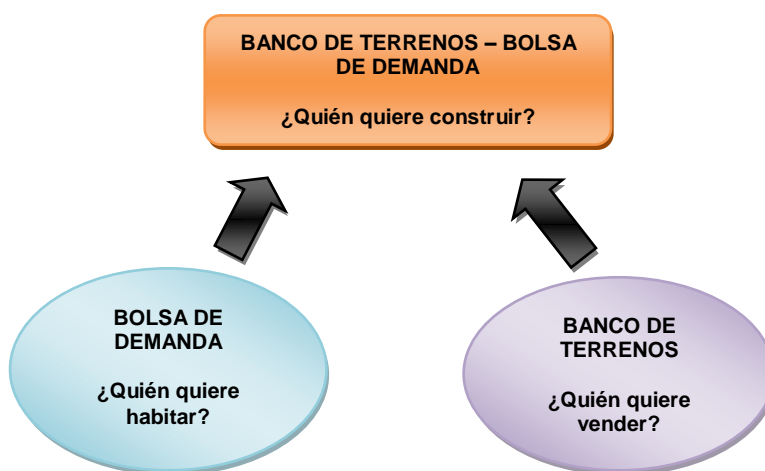 BANCO DE TERRENOS – BOLSA
DE DEMANDA
¿Quién quiere construir?
BOLSA DE
DEMANDA
¿Quién quiere
habitar?
BANCO DE
TERRENOS
¿Quién quiere
vender?